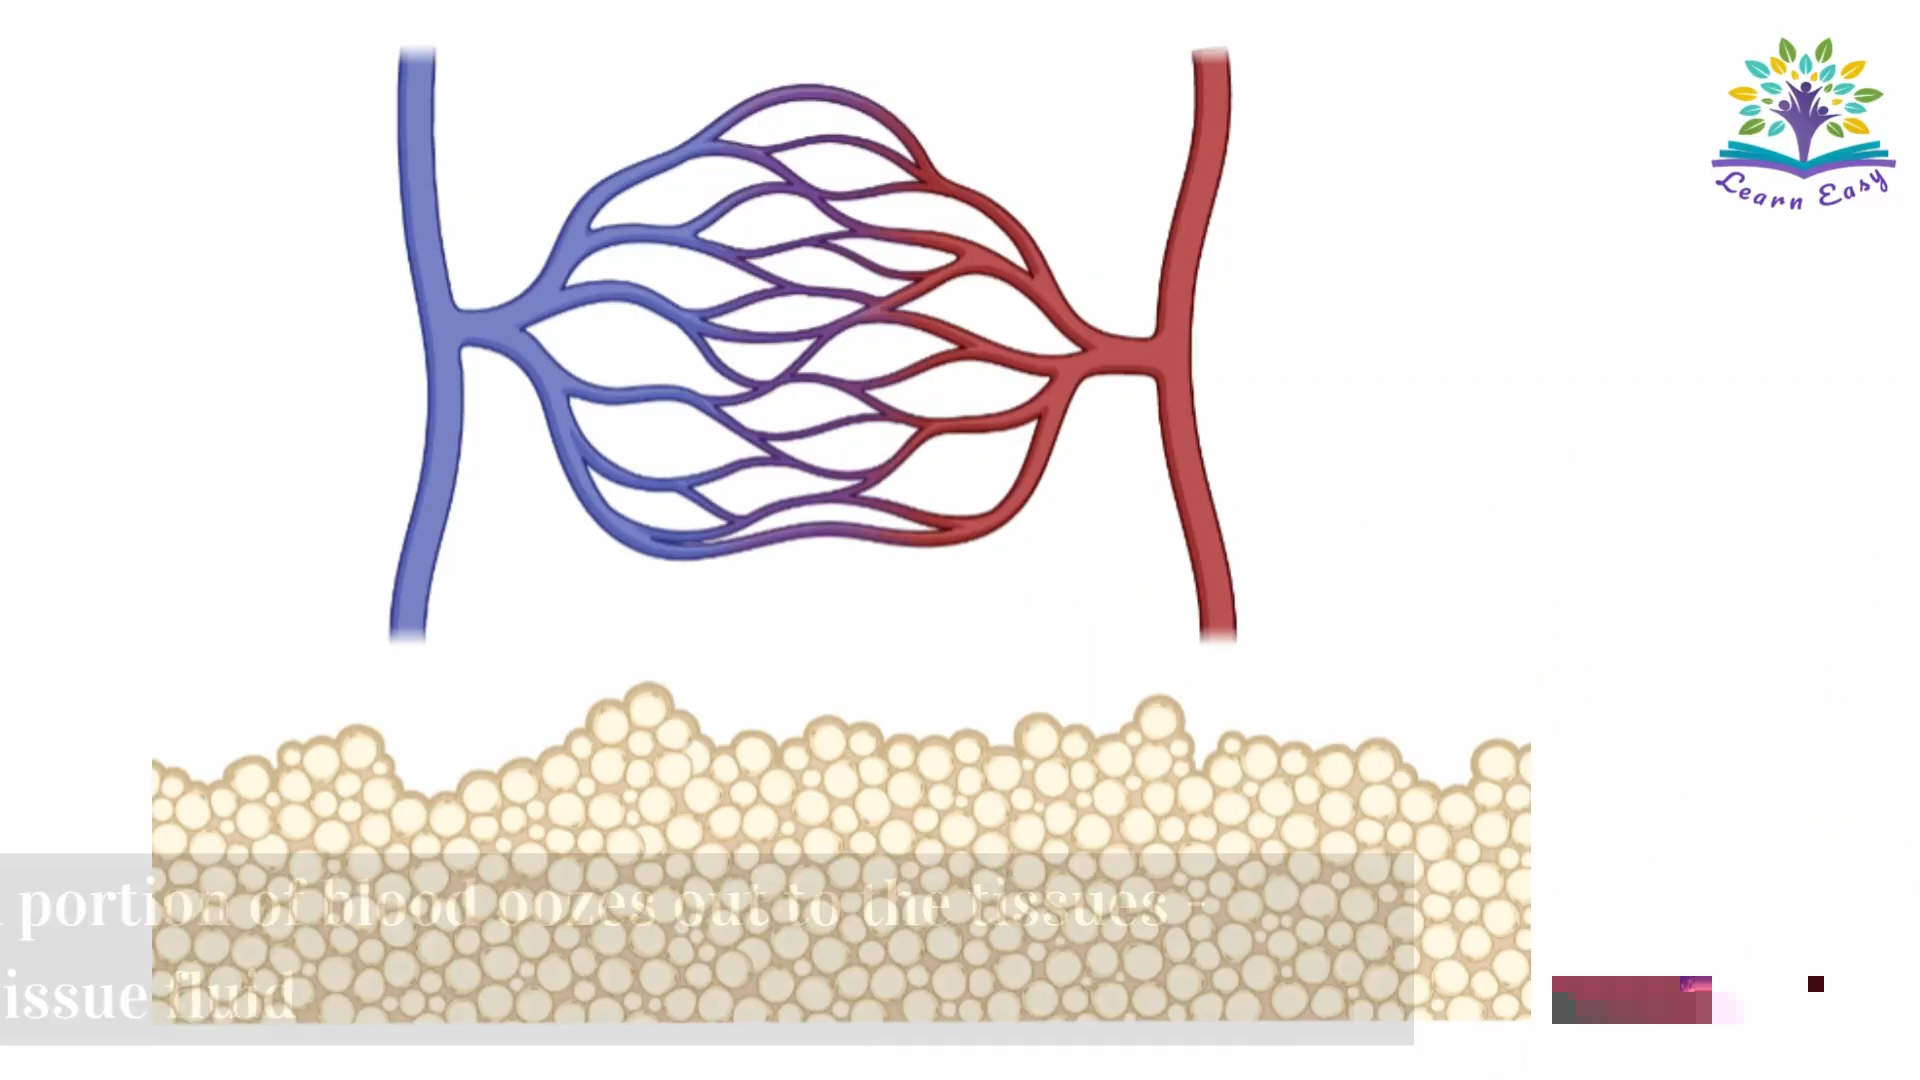 Learn Easy
portion of blood oozes out to the tissues -
issue fluid